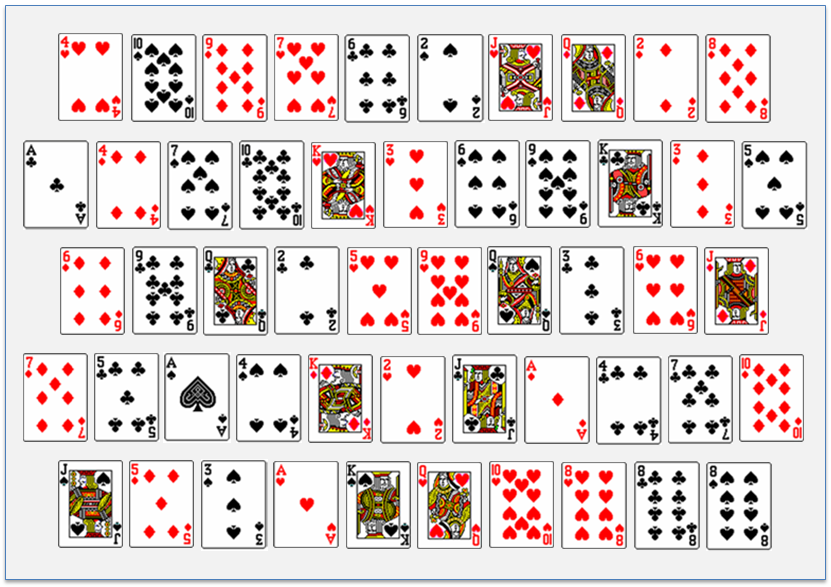 4 10 9 7 6 2 J Q 2 8
A 4 7 10 K 3 6 9 K 3 5
6 9 Q 2 5 9 Q 3 6 J
7 5 A 4 K 2 J A 4 7 10
J 5 3 A K Q 10 8 8 8